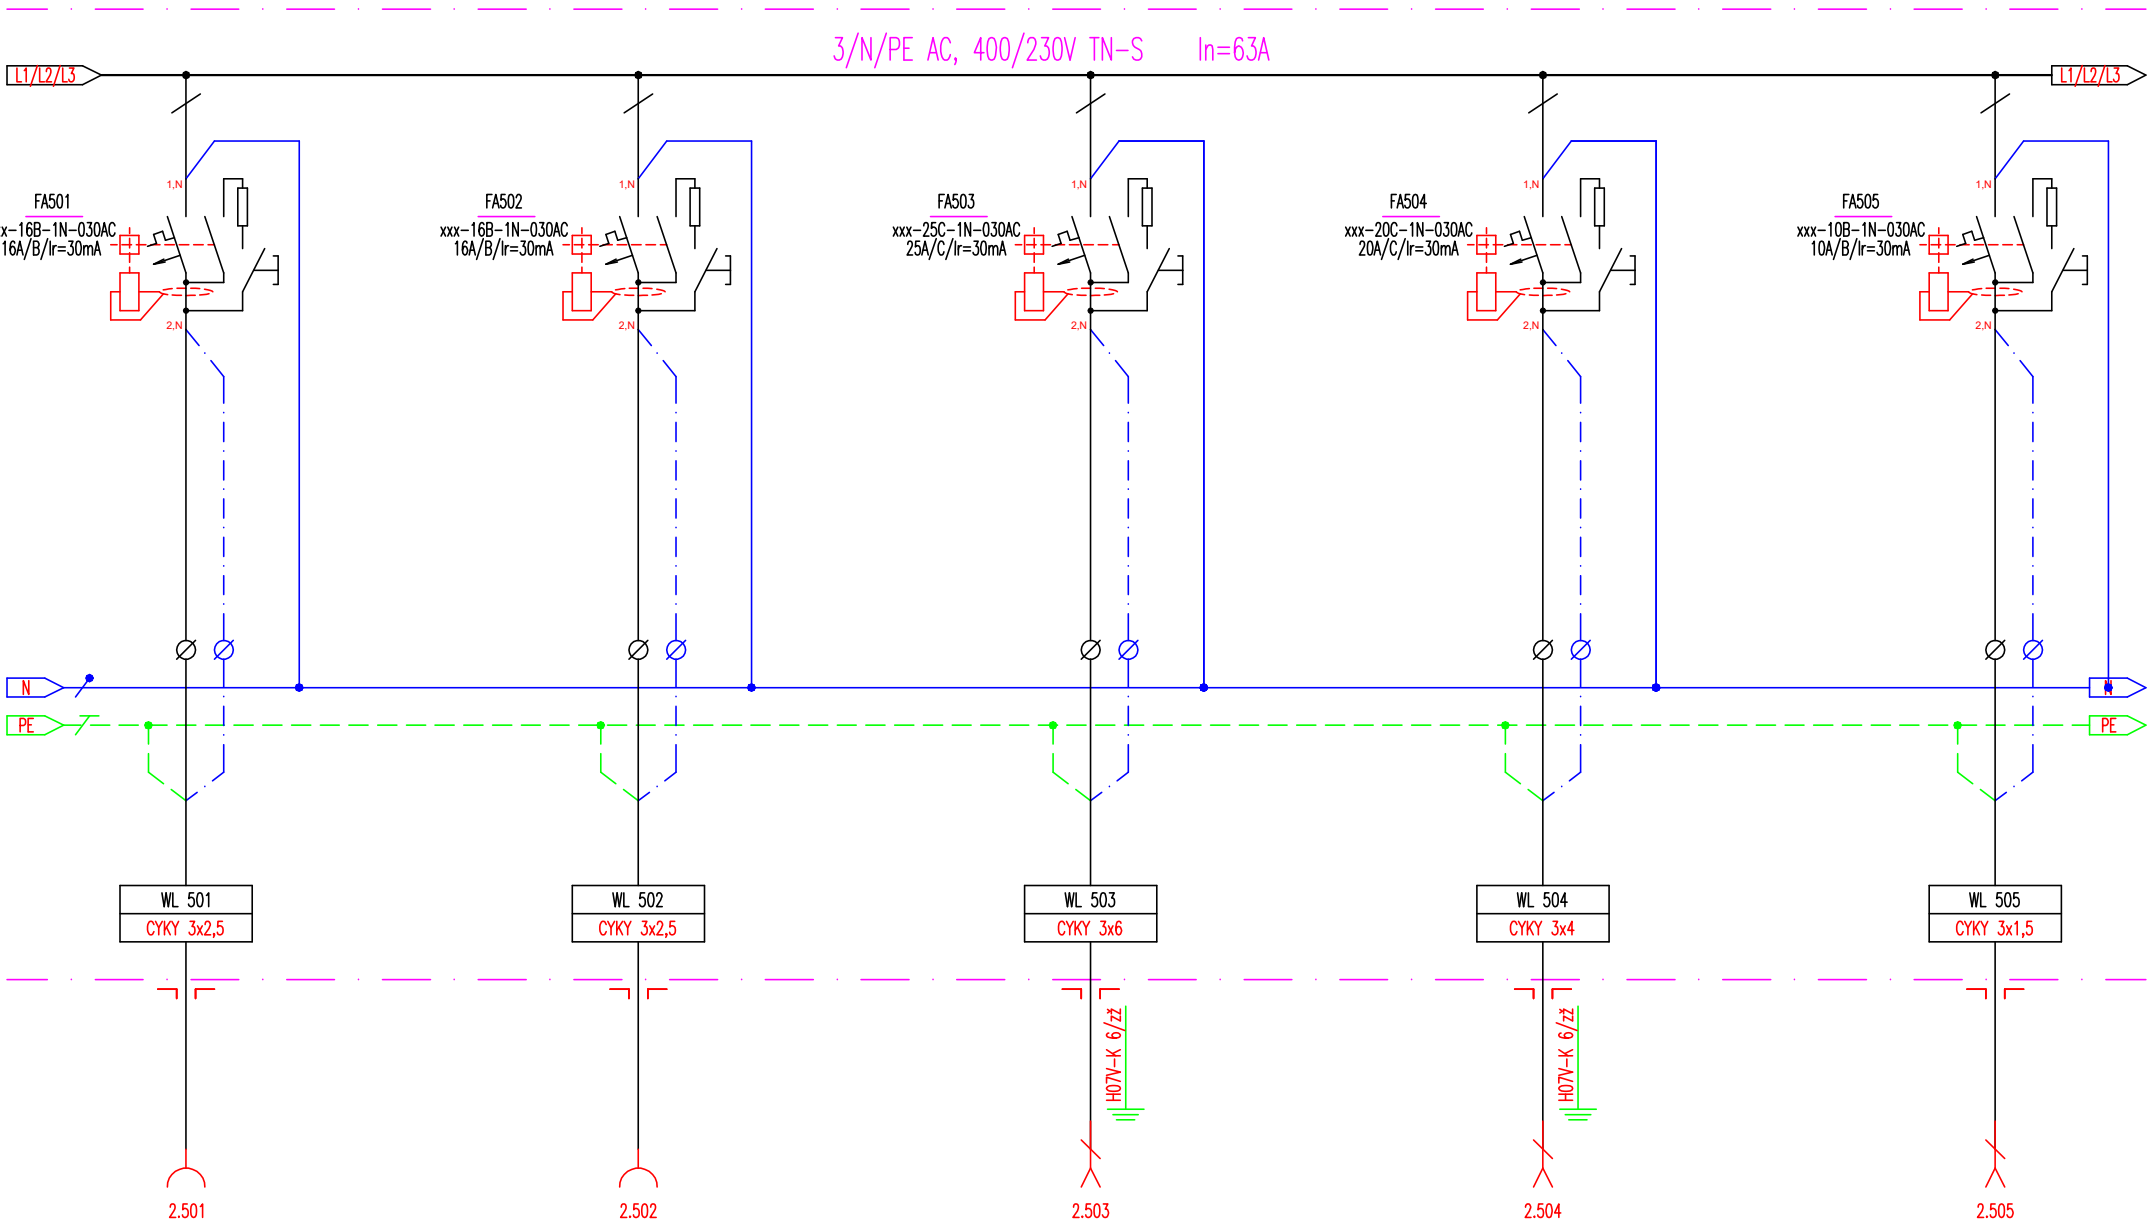 3/N/PE AC, 400/230V TN-S In=63A
L1/L2/L3
L1/L2/L3
1,N
1,N
1,N
1,N
1,N
FA501
x-16B-1N-030AC
16A/B/Ir=30mA
FA502
xxx-16B-1N-030AC
16A/B/Ir=30mA
FA503
xxx-25C-1N-030AC
25A/C/Ir=30mA
FA504
xxx-20C-1N-030AC
20A/C/Ir=30mA
FA505
xxx-10B-1N-030AC
10A/B/Ir=30mA
2,N
2,N
2,N
2,N
2,N
N
N
PE
PE
WL 501
CYKY 3x2,5
WL 502
CYKY 3x2,5
WL 503
CYKY 3x6
WL 504
CYKY 3x4
WL 505
CYKY 3x1,5
H07V-K 6/zž
H07V-K 6/zž
2.501
2.502
2.503
2.504
2.505